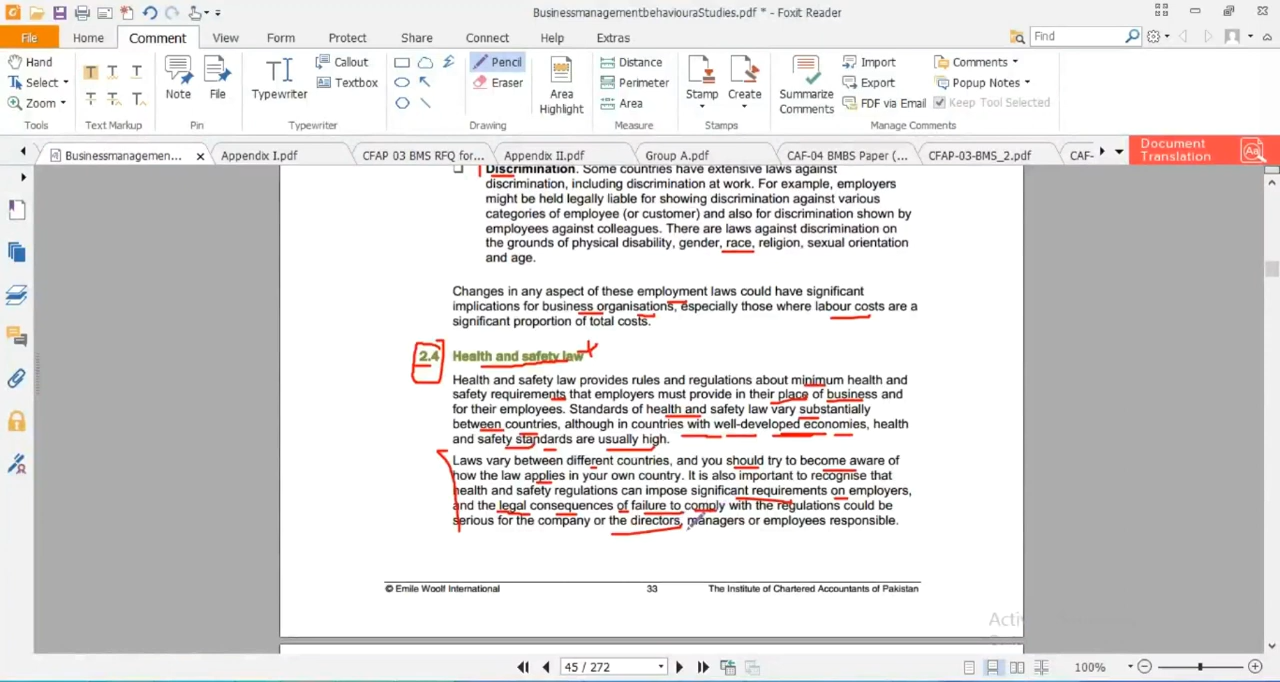 BusinessmanagementbehaviouraStudies.pdf * - Foxit Reader
File Home Comment View Form Protect Share Connect Help Extras Find
Hand
Select
Zoom
Tools
Text Markup
Note
File
Pin
Typewriter
Callout
Textbox
Typewriter
Pencil
Eraser
Drawing
Area
Highlight
Distance
Perimeter
Area
Measure
Stamp
Create
Stamps
Summarize
Comments
Import
Export
FDF via Email
Comments
Popup Notes
Keep Tool Selected
Manage Comments
Businessmanagemen... x Appendix I.pdf CFAP 03 BMS RFQ for... Appendix II.pdf Group A.pdf CAF-04 BMBS Paper (... CFAP-03-BMS_2.pdf CAF-
Document
Translation
Discrimination. Some countries have extensive laws against
discrimination, including discrimination at work. For example, employers
might be held legally liable for showing discrimination against various
categories of employee (or customer) and also for discrimination shown by
employees against colleagues. There are laws against discrimination on
the grounds of physical disability, gender, race, religion, sexual orientation
and age.
Changes in any aspect of these employment laws could have significant
implications for business organisations, especially those where labour costs are a
significant proportion of total costs.
2.4 Health and safety law
Health and safety law provides rules and regulations about minimum health and
safety requirements that employers must provide in their place of business and
for their employees. Standards of health and safety law vary substantially
between countries, although in countries with well-developed economies, health
and safety standards are usually high.
Laws vary between different countries, and you should try to become aware of
how the law applies in your own country. It is also important to recognise that
health and safety regulations can impose significant requirements on employers,
and the legal consequences of failure to comply with the regulations could be
serious for the company or the directors, managers or employees responsible.
© Emile Woolf International 33 The Institute of Chartered Accountants of Pakistan
45 / 272
100%